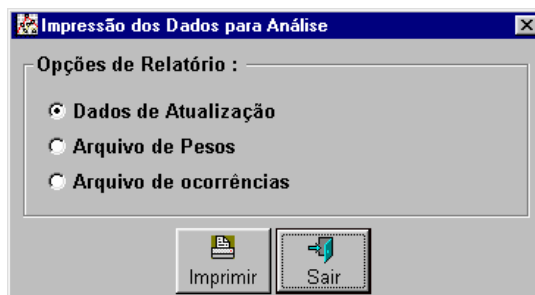 Impressão dos Dados para Análise
Opções de Relatório :
Dados de Atualização
Arquivo de Pesos
Arquivo de ocorrências
Imprimir
Sair